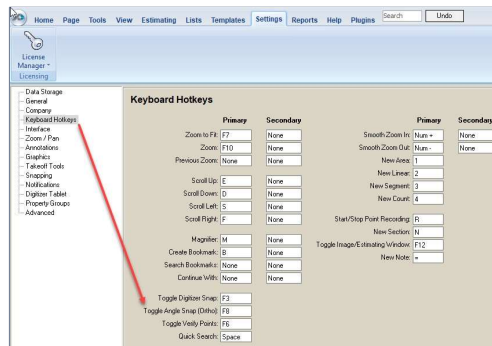 Home Page Tools View Estimating Lists Templates Settings Reports Help Plugins Search Undo
License
Manager
Licensing
Data Storage
General
Company
Keyboard Hotkeys
Interface
Zoom / Pan
Annotations
Graphics
Takeoff Tools
Snapping
Notifications
Digitizer Tablet
Property Groups
Advanced
Keyboard Hotkeys
Primary Secondary
Zoom to Fit: F7 None
Zoom: F10 None
Previous Zoom: None None
Scroll Up: E None
Scroll Down: D None
Scroll Left: S None
Scroll Right: F None
Magnifier: M None
Create Bookmark: B None
Search Bookmarks: None None
Continue With: None None
Toggle Digitizer Snap: F3
Toggle Angle Snap (Ortho): F8
Toggle Verify Points: F6
Quick Search: Space
Primary Secondary
Smooth Zoom In: Num + None
Smooth Zoom Out: Num - None
New Area: 1
New Linear: 2
New Segment: 3
New Count: 4
Start/Stop Point Recording: R
New Section: N
Toggle Image/Estimating Window: F12
New Note: =